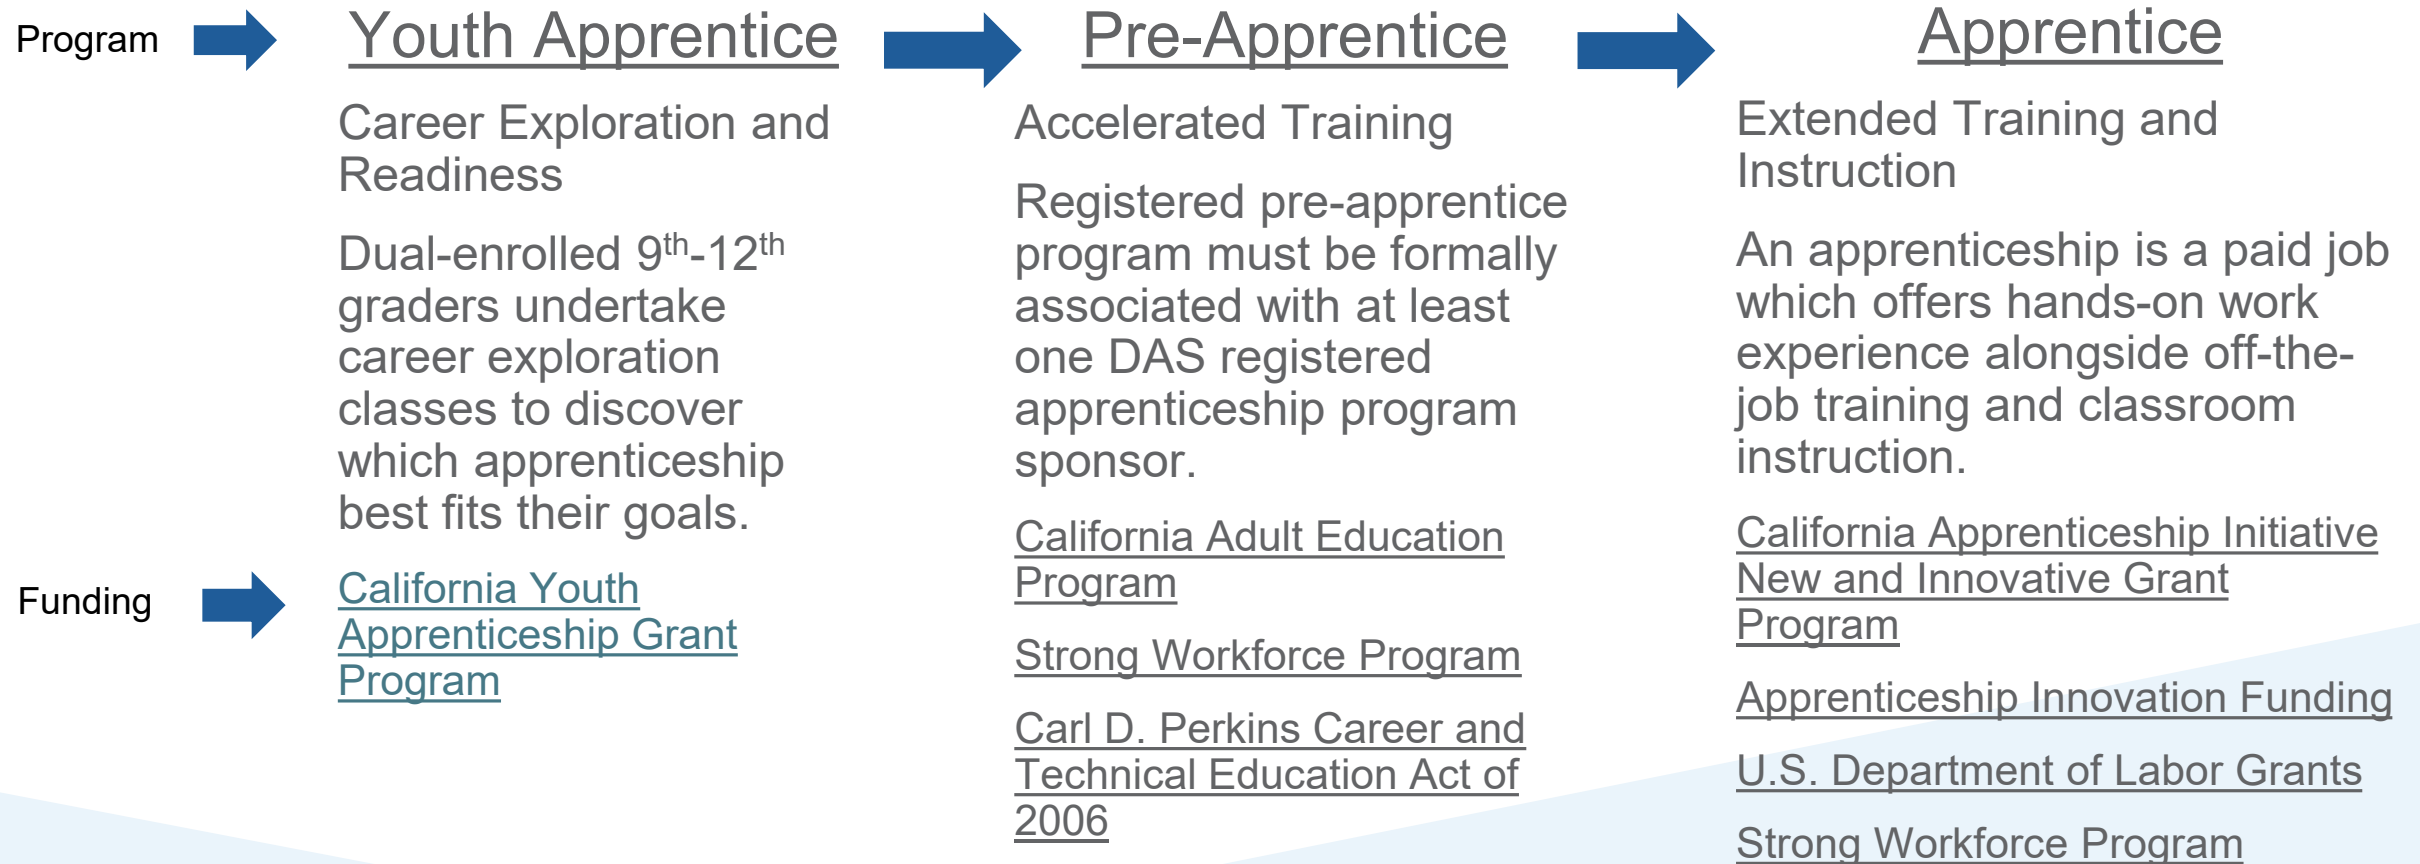 Program
Youth Apprentice
Pre-Apprentice
Apprentice
Career Exploration and
Readiness
Dual-enrolled 9th-12th
graders undertake
career exploration
classes to discover
which apprenticeship
best fits their goals.
Accelerated Training
Registered pre-apprentice
program must be formally
associated with at least
one DAS registered
apprenticeship program
sponsor.
Extended Training and
Instruction
An apprenticeship is a paid job
which offers hands-on work
experience alongside off-the-
job training and classroom
instruction.
Funding
California Youth
Apprenticeship Grant
Program
California Adult Education
Program
Strong Workforce Program
Carl D. Perkins Career and
Technical Education Act of
2006
California Apprenticeship Initiative
New and Innovative Grant
Program
Apprenticeship Innovation Funding
U.S. Department of Labor Grants
Strong Workforce Program